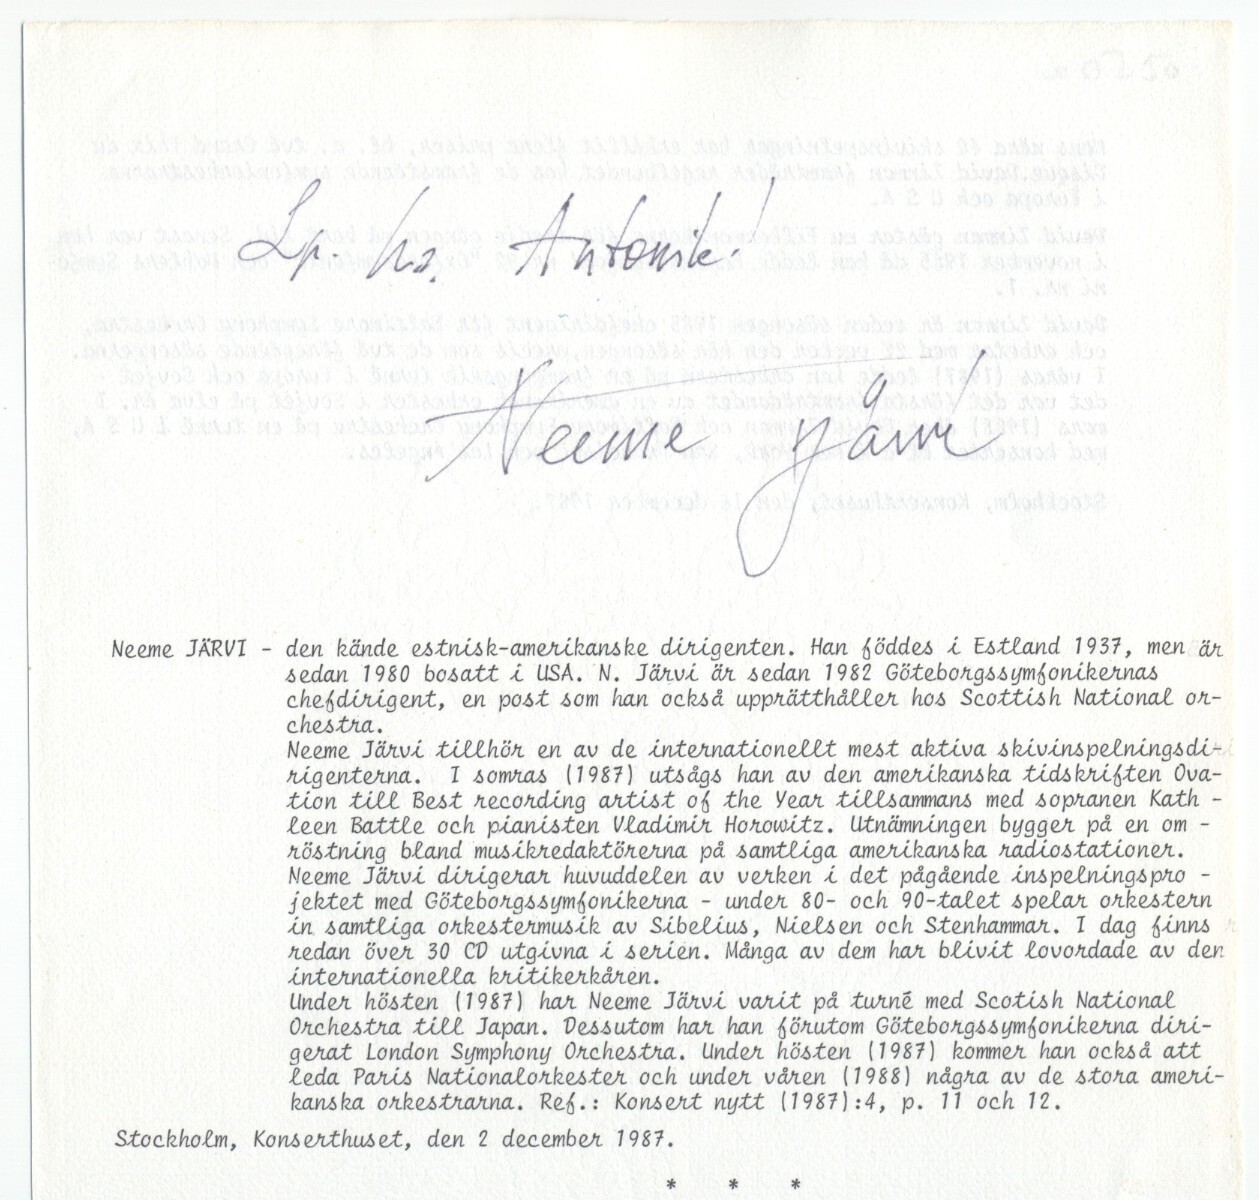 Lp. hr. Antonik!
Neeme Järvi
Neeme JÄRVI - den kände estnisk-amerikanske dirigenten. Han föddes i Estland 1937, men är
sedan 1980 bosatt i USA. N. Järvi är sedan 1982 Göteborgssymfonikernas
chefdirigent, en post som han också upprätthåller hos Scottish National or-
chestra.
Neeme Järvi tillhör en av de internationellt mest aktiva skivinspelningsdi-
rigenterna. I somras (1987) utsågs han av den amerikanska tidskriften Ova-
tion till Best recording artist of the Year tillsammans med sopranen Kath -
leen Battle och pianisten Vladimir Horowitz. Utnämningen bygger på en om -
röstning bland musikredaktörerna på samtliga amerikanska radiostationer.
Neeme Järvi dirigerar huvuddelen av verken i det pågående inspelningspro -
jektet med Göteborgssymfonikerna - under 80- och 90-talet spelar orkestern
in samtliga orkestermusik av Sibelius, Nielsen och Stenhammar. I dag finns
redan över 30 CD utgivna i serien. Många av dem har blivit lovordade av den
internationella kritikerkåren.
Under hösten (1987) har Neeme Järvi varit på turné med Scotish National
Orchestra till Japan. Dessutom har han förutom Göteborgssymfonikerna diri-
gerat London Symphony Orchestra. Under hösten (1987) kommer han också att
leda Paris Nationalorkester och under våren (1988) några av de stora ameri-
kanska orkestrarna. Ref.: Konsert nytt (1987):4, p. 11 och 12.
Stockholm, Konserthuset, den 2 december 1987.
* * *